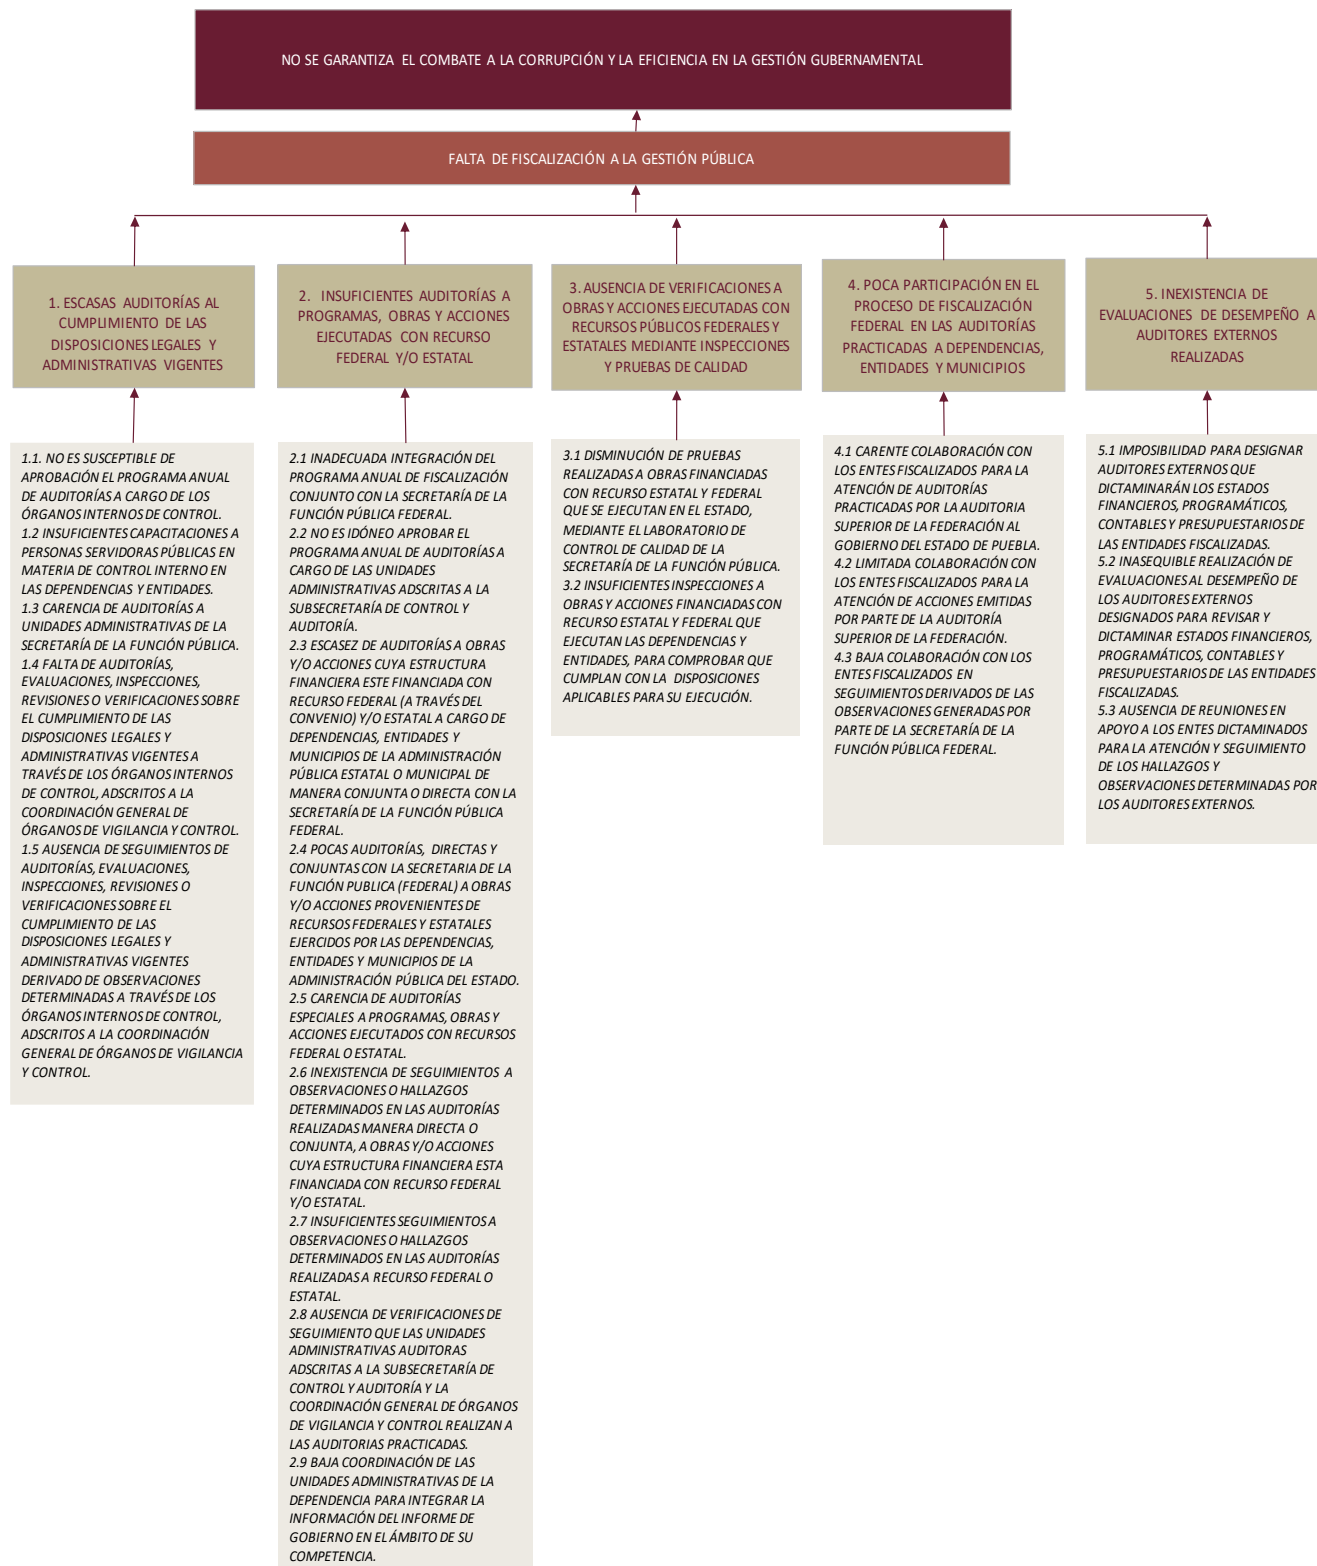 NO SE GARANTIZA EL COMBATE A LA CORRUPCIÓN Y LA EFICIENCIA EN LA GESTIÓN GUBERNAMENTAL
FALTA DE FISCALIZACIÓN A LA GESTIÓN PÚBLICA
1. ESCASAS AUDITORÍAS AL
CUMPLIMIENTO DE LAS
DISPOSICIONES LEGALES Y
ADMINISTRATIVAS VIGENTES
2. INSUFICIENTES AUDITORÍAS A
PROGRAMAS, OBRAS Y ACCIONES
EJECUTADAS CON RECURSO
FEDERAL Y/O ESTATAL
3. AUSENCIA DE VERIFICACIONES A
OBRAS Y ACCIONES EJECUTADAS CON
RECURSOS PÚBLICOS FEDERALES Y
ESTATALES MEDIANTE INSPECCIONES
Y PRUEBAS DE CALIDAD
4. POCA PARTICIPACIÓN EN EL
PROCESO DE FISCALIZACIÓN
FEDERAL EN LAS AUDITORÍAS
PRACTICADAS A DEPENDENCIAS,
ENTIDADES Y MUNICIPIOS
5. INEXISTENCIA DE
EVALUACIONES DE DESEMPEÑO A
AUDITORES EXTERNOS
REALIZADAS
1.1. NO ES SUSCEPTIBLE DE
APROBACIÓN EL PROGRAMA ANUAL
DE AUDITORÍAS A CARGO DE LOS
ÓRGANOS INTERNOS DE CONTROL.
1.2 INSUFICIENTES CAPACITACIONES A
PERSONAS SERVIDORAS PÚBLICAS EN
MATERIA DE CONTROL INTERNO EN
LAS DEPENDENCIAS Y ENTIDADES.
1.3 CARENCIA DE AUDITORÍAS A
UNIDADES ADMINISTRATIVAS DE LA
SECRETARÍA DE LA FUNCIÓN PÚBLICA.
1.4 FALTA DE AUDITORÍAS,
EVALUACIONES, INSPECCIONES,
REVISIONES O VERIFICACIONES SOBRE
EL CUMPLIMIENTO DE LAS
DISPOSICIONES LEGALES Y
ADMINISTRATIVAS VIGENTES A
TRAVÉS DE LOS ÓRGANOS INTERNOS
DE CONTROL, ADSCRITOS A LA
COORDINACIÓN GENERAL DE
ÓRGANOS DE VIGILANCIA Y CONTROL.
1.5 AUSENCIA DE SEGUIMIENTOS DE
AUDITORÍAS, EVALUACIONES,
INSPECCIONES, REVISIONES O
VERIFICACIONES SOBRE EL
CUMPLIMIENTO DE LAS
DISPOSICIONES LEGALES Y
ADMINISTRATIVAS VIGENTES
DERIVADO DE OBSERVACIONES
DETERMINADAS A TRAVÉS DE LOS
ÓRGANOS INTERNOS DE CONTROL,
ADSCRITOS A LA COORDINACIÓN
GENERAL DE ÓRGANOS DE VIGILANCIA
Y CONTROL.
2.1 INADECUADA INTEGRACIÓN DEL
PROGRAMA ANUAL DE FISCALIZACIÓN
CONJUNTO CON LA SECRETARÍA DE LA
FUNCIÓN PÚBLICA FEDERAL.
2.2 NO ES IDÓNEO APROBAR EL
PROGRAMA ANUAL DE AUDITORÍAS A
CARGO DE LAS UNIDADES
ADMINISTRATIVAS ADSCRITAS A LA
SUBSECRETARÍA DE CONTROL Y
AUDITORÍA.
2.3 ESCASEZ DE AUDITORÍAS A OBRAS
Y/O ACCIONES CUYA ESTRUCTURA
FINANCIERA ESTE FINANCIADA CON
RECURSO FEDERAL (A TRAVÉS DEL
CONVENIO) Y/O ESTATAL A CARGO DE
DEPENDENCIAS, ENTIDADES Y
MUNICIPIOS DE LA ADMINISTRACIÓN
PÚBLICA ESTATAL O MUNICIPAL DE
MANERA CONJUNTA O DIRECTA CON LA
SECRETARÍA DE LA FUNCIÓN PÚBLICA
FEDERAL.
2.4 POCAS AUDITORÍAS, DIRECTAS Y
CONJUNTAS CON LA SECRETARIA DE LA
FUNCIÓN PUBLICA (FEDERAL) A OBRAS
Y/O ACCIONES PROVENIENTES DE
RECURSOS FEDERALES Y ESTATALES
EJERCIDOS POR LAS DEPENDENCIAS,
ENTIDADES Y MUNICIPIOS DE LA
ADMINISTRACIÓN PÚBLICA DEL ESTADO.
2.5 CARENCIA DE AUDITORÍAS
ESPECIALES A PROGRAMAS, OBRAS Y
ACCIONES EJECUTADOS CON RECURSOS
FEDERAL O ESTATAL.
2.6 INEXISTENCIA DE SEGUIMIENTOS A
OBSERVACIONES O HALLAZGOS
DETERMINADOS EN LAS AUDITORÍAS
REALIZADAS MANERA DIRECTA O
CONJUNTA, A OBRAS Y/O ACCIONES
CUYA ESTRUCTURA FINANCIERA ESTA
FINANCIADA CON RECURSO FEDERAL
Y/O ESTATAL.
2.7 INSUFICIENTES SEGUIMIENTOS A
OBSERVACIONES O HALLAZGOS
DETERMINADOS EN LAS AUDITORÍAS
REALIZADAS A RECURSO FEDERAL O
ESTATAL.
2.8 AUSENCIA DE VERIFICACIONES DE
SEGUIMIENTO QUE LAS UNIDADES
ADMINISTRATIVAS AUDITORAS
ADSCRITAS A LA SUBSECRETARÍA DE
CONTROL Y AUDITORÍA Y LA
COORDINACIÓN GENERAL DE ÓRGANOS
DE VIGILANCIA Y CONTROL REALIZAN A
LAS AUDITORIAS PRACTICADAS.
2.9 BAJA COORDINACIÓN DE LAS
UNIDADES ADMINISTRATIVAS DE LA
DEPENDENCIA PARA INTEGRAR LA
INFORMACIÓN DEL INFORME DE
GOBIERNO EN EL ÁMBITO DE SU
COMPETENCIA.
3.1 DISMINUCIÓN DE PRUEBAS
REALIZADAS A OBRAS FINANCIADAS
CON RECURSO ESTATAL Y FEDERAL
QUE SE EJECUTAN EN EL ESTADO,
MEDIANTE EL LABORATORIO DE
CONTROL DE CALIDAD DE LA
SECRETARÍA DE LA FUNCIÓN PÚBLICA.
3.2 INSUFICIENTES INSPECCIONES A
OBRAS Y ACCIONES FINANCIADAS CON
RECURSO ESTATAL Y FEDERAL QUE
EJECUTAN LAS DEPENDENCIAS Y
ENTIDADES, PARA COMPROBAR QUE
CUMPLAN CON LA DISPOSICIONES
APLICABLES PARA SU EJECUCIÓN.
4.1 CARENTE COLABORACIÓN CON
LOS ENTES FISCALIZADOS PARA LA
ATENCIÓN DE AUDITORÍAS
PRACTICADAS POR LA AUDITORIA
SUPERIOR DE LA FEDERACIÓN AL
GOBIERNO DEL ESTADO DE PUEBLA.
4.2 LIMITADA COLABORACIÓN CON
LOS ENTES FISCALIZADOS PARA LA
ATENCIÓN DE ACCIONES EMITIDAS
POR PARTE DE LA AUDITORÍA
SUPERIOR DE LA FEDERACIÓN.
4.3 BAJA COLABORACIÓN CON LOS
ENTES FISCALIZADOS EN
SEGUIMIENTOS DERIVADOS DE LAS
OBSERVACIONES GENERADAS POR
PARTE DE LA SECRETARÍA DE LA
FUNCIÓN PÚBLICA FEDERAL.
5.1 IMPOSIBILIDAD PARA DESIGNAR
AUDITORES EXTERNOS QUE
DICTAMINARÁN LOS ESTADOS
FINANCIEROS, PROGRAMÁTICOS,
CONTABLES Y PRESUPUESTARIOS DE
LAS ENTIDADES FISCALIZADAS.
5.2 INASEQUIBLE REALIZACIÓN DE
EVALUACIONES AL DESEMPEÑO DE
LOS AUDITORES EXTERNOS
DESIGNADOS PARA REVISAR Y
DICTAMINAR ESTADOS FINANCIEROS,
PROGRAMÁTICOS, CONTABLES Y
PRESUPUESTARIOS DE LAS ENTIDADES
FISCALIZADAS.
5.3 AUSENCIA DE REUNIONES EN
APOYO A LOS ENTES DICTAMINADOS
PARA LA ATENCIÓN Y SEGUIMIENTO
DE LOS HALLAZGOS Y
OBSERVACIONES DETERMINADAS POR
LOS AUDITORES EXTERNOS.